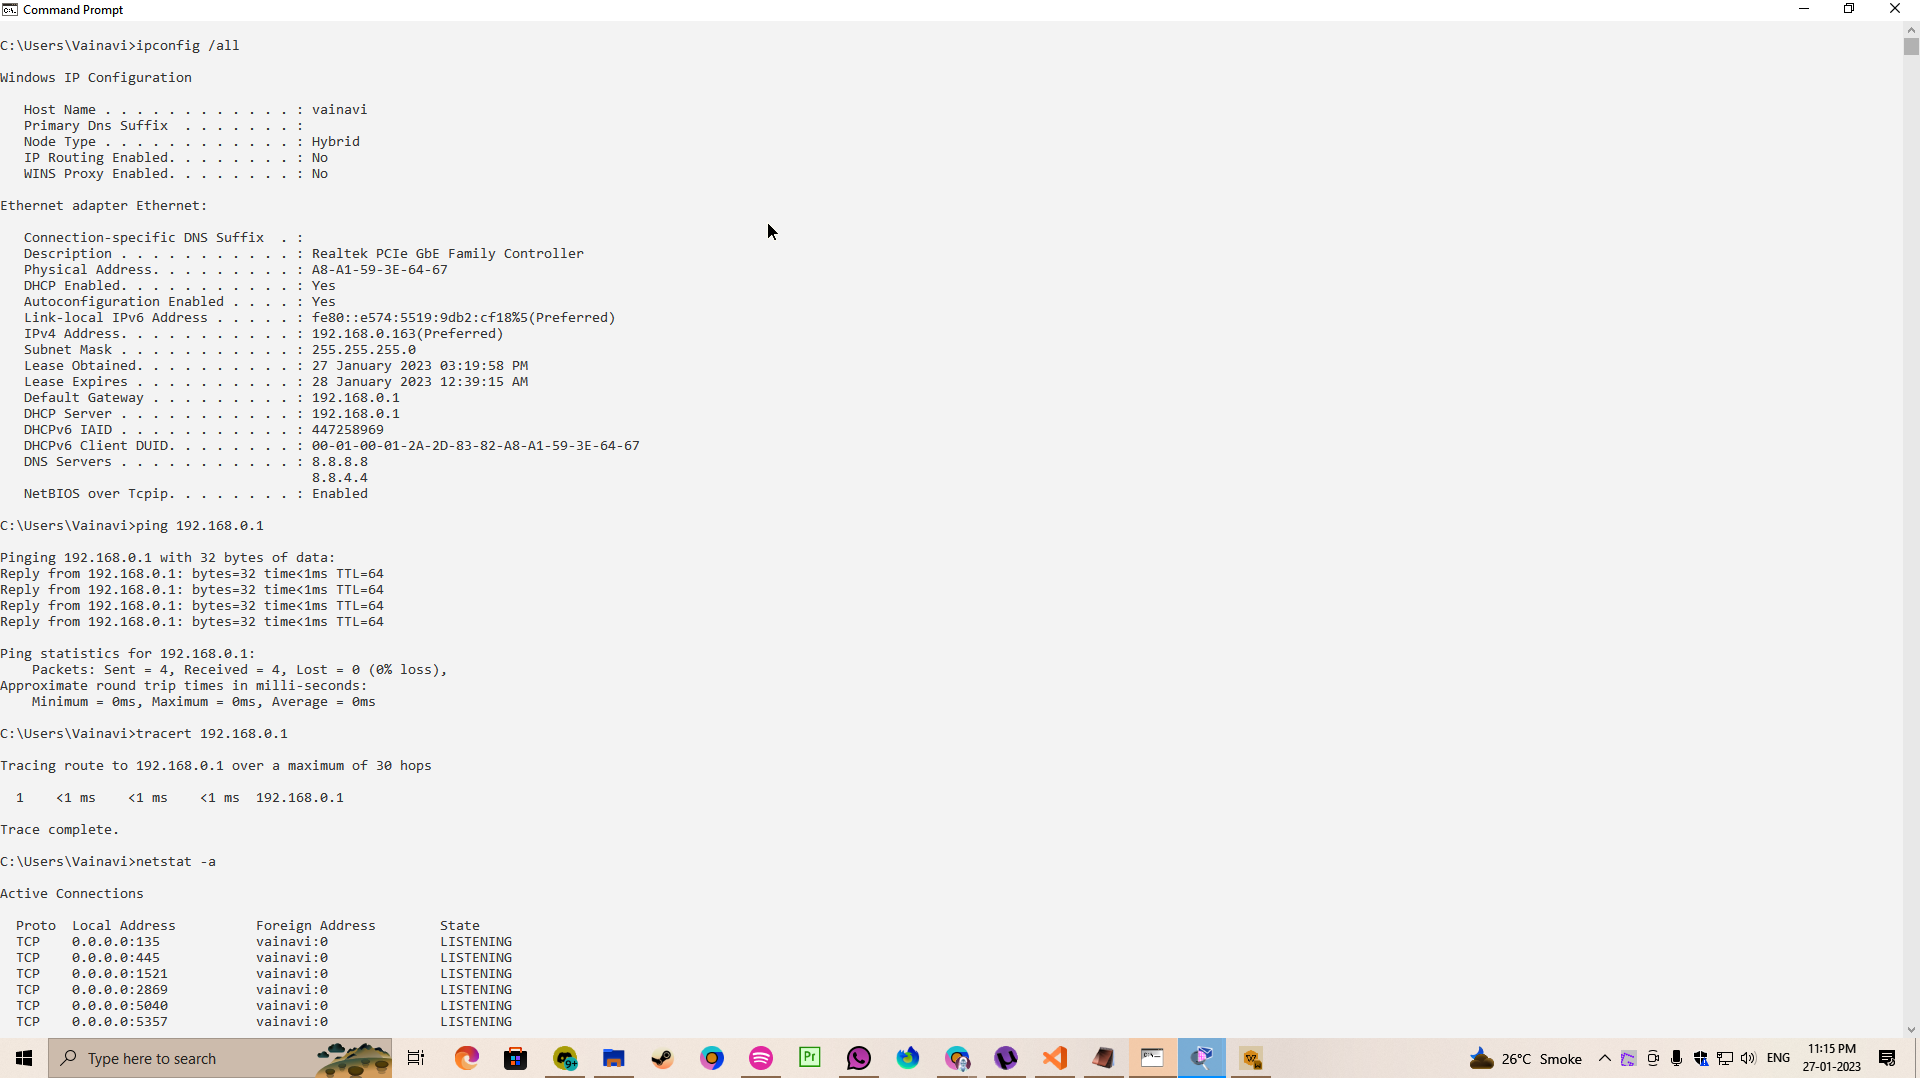 Command Prompt
C:\Users\Vainavi>ipconfig /all
Windows IP Configuration
Host Name . . . . . . . . . . . . : vainavi
Primary Dns Suffix  . . . . . . . :
Node Type . . . . . . . . . . . . : Hybrid
IP Routing Enabled. . . . . . . . : No
WINS Proxy Enabled. . . . . . . . : No
Ethernet adapter Ethernet:
Connection-specific DNS Suffix  . :
Description . . . . . . . . . . . : Realtek PCIe GbE Family Controller
Physical Address. . . . . . . . . : A8-A1-59-3E-64-67
DHCP Enabled. . . . . . . . . . . : Yes
Autoconfiguration Enabled . . . . : Yes
Link-local IPv6 Address . . . . . : fe80::e574:5519:9db2:cf18%5(Preferred)
IPv4 Address. . . . . . . . . . . : 192.168.0.163(Preferred)
Subnet Mask . . . . . . . . . . . : 255.255.255.0
Lease Obtained. . . . . . . . . . : 27 January 2023 03:19:58 PM
Lease Expires . . . . . . . . . . : 28 January 2023 12:39:15 AM
Default Gateway . . . . . . . . . : 192.168.0.1
DHCP Server . . . . . . . . . . . : 192.168.0.1
DHCPv6 IAID . . . . . . . . . . . : 447258969
DHCPv6 Client DUID. . . . . . . . : 00-01-00-01-2A-2D-83-82-A8-A1-59-3E-64-67
DNS Servers . . . . . . . . . . . : 8.8.8.8
8.8.4.4
NetBIOS over Tcpip. . . . . . . . : Enabled
C:\Users\Vainavi>ping 192.168.0.1
Pinging 192.168.0.1 with 32 bytes of data:
Reply from 192.168.0.1: bytes=32 time<1ms TTL=64
Reply from 192.168.0.1: bytes=32 time<1ms TTL=64
Reply from 192.168.0.1: bytes=32 time<1ms TTL=64
Reply from 192.168.0.1: bytes=32 time<1ms TTL=64
Ping statistics for 192.168.0.1:
Packets: Sent = 4, Received = 4, Lost = 0 (0% loss),
Approximate round trip times in milli-seconds:
Minimum = 0ms, Maximum = 0ms, Average = 0ms
C:\Users\Vainavi>tracert 192.168.0.1
Tracing route to 192.168.0.1 over a maximum of 30 hops
1    <1 ms    <1 ms    <1 ms  192.168.0.1
Trace complete.
C:\Users\Vainavi>netstat -a
Active Connections
Proto  Local Address          Foreign Address        State
TCP    0.0.0.0:135            vainavi:0              LISTENING
TCP    0.0.0.0:445            vainavi:0              LISTENING
TCP    0.0.0.0:1521           vainavi:0              LISTENING
TCP    0.0.0.0:2869           vainavi:0              LISTENING
TCP    0.0.0.0:5040           vainavi:0              LISTENING
TCP    0.0.0.0:5357           vainavi:0              LISTENING
Type here to search
9+
Pr
26°C Smoke
ENG
11:15 PM
27-01-2023